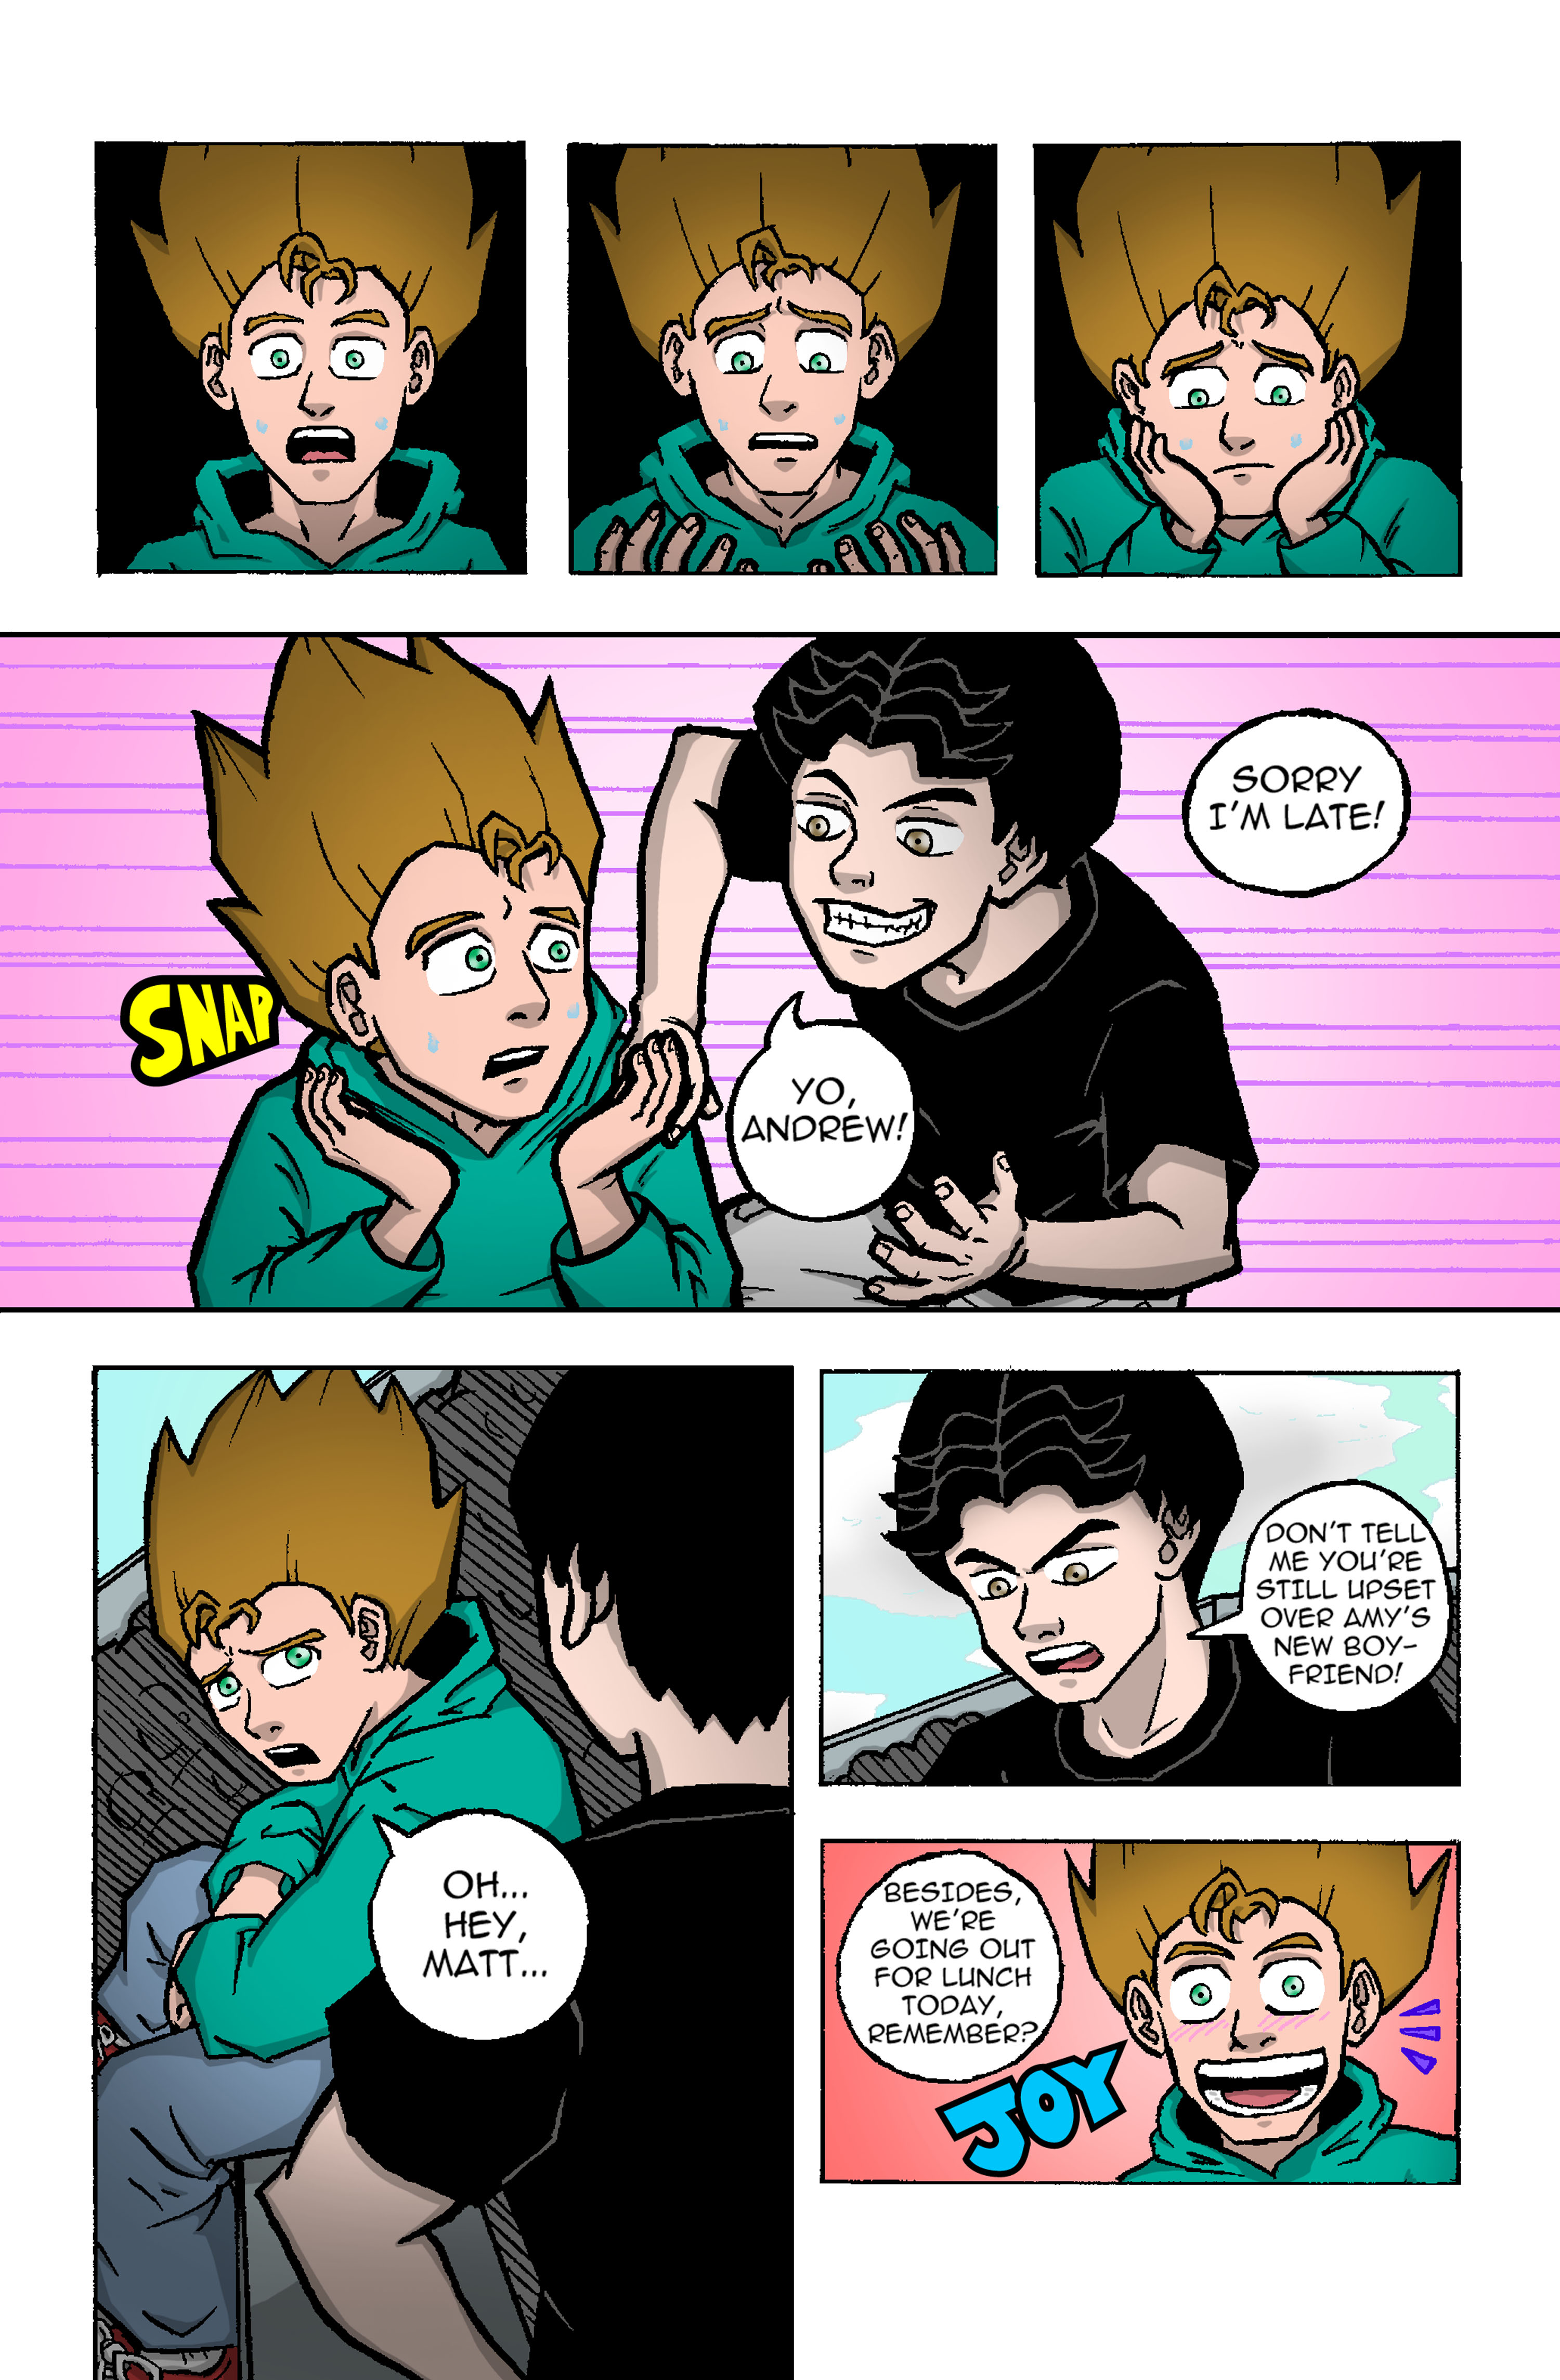 SNAP
YO,
ANDREW!
SORRY
I'M LATE!
OH...
HEY,
MATT...
DON'T TELL
ME YOU'RE
STILL UPSET
OVER AMY'S
NEW BOY-
FRIEND!
BESIDES,
WE'RE
GOING OUT
FOR LUNCH
TODAY,
REMEMBER?
JOY